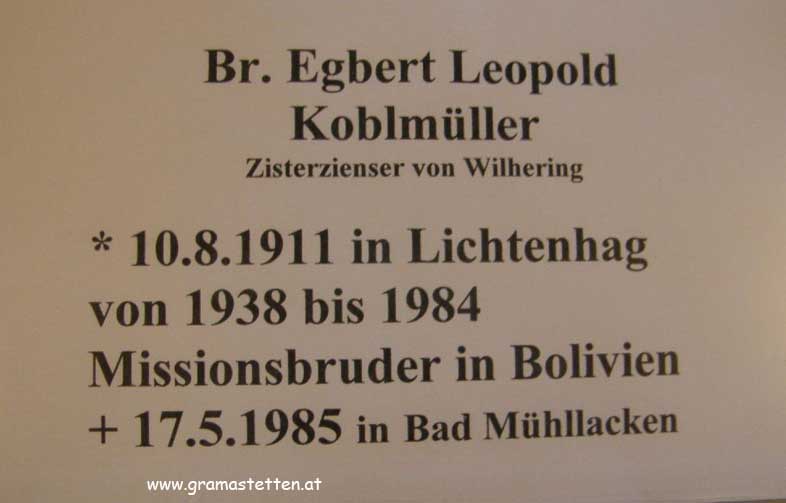 Br. Egbert Leopold
Koblmüller
Zisterzienser von Wilhering
* 10.8.1911 in Lichtenhag
von 1938 bis 1984
Missionsbruder in Bolivien
+ 17.5.1985 in Bad Mühllacken
www.gramastetten.at